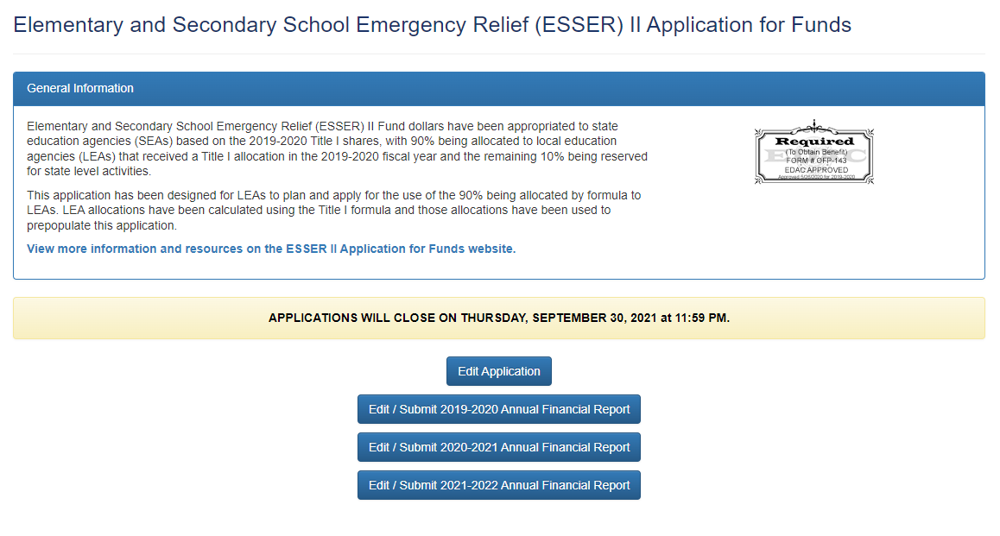 Elementary and Secondary School Emergency Relief (ESSER) II Application for Funds
General Information
Elementary and Secondary School Emergency Relief (ESSER) II Fund dollars have been appropriated to state
education agencies (SEAs) based on the 2019-2020 Title I shares, with 90% being allocated to local education
agencies (LEAs) that received a Title I allocation in the 2019-2020 fiscal year and the remaining 10% being reserved
for state level activities.
This application has been designed for LEAs to plan and apply for the use of the 90% being allocated by formula to
LEAs. LEA allocations have been calculated using the Title I formula and those allocations have been used to
prepopulate this application.
View more information and resources on the ESSER II Application for Funds website.
Required
(To Obtain Benefit)
EDAC
FORM # OFP-143
EDAC APPROVED
Approved 5/26/2020 for 2019-2020
APPLICATIONS WILL CLOSE ON THURSDAY, SEPTEMBER 30, 2021 at 11:59 PM.
Edit Application
Edit / Submit 2019-2020 Annual Financial Report
Edit / Submit 2020-2021 Annual Financial Report
Edit / Submit 2021-2022 Annual Financial Report